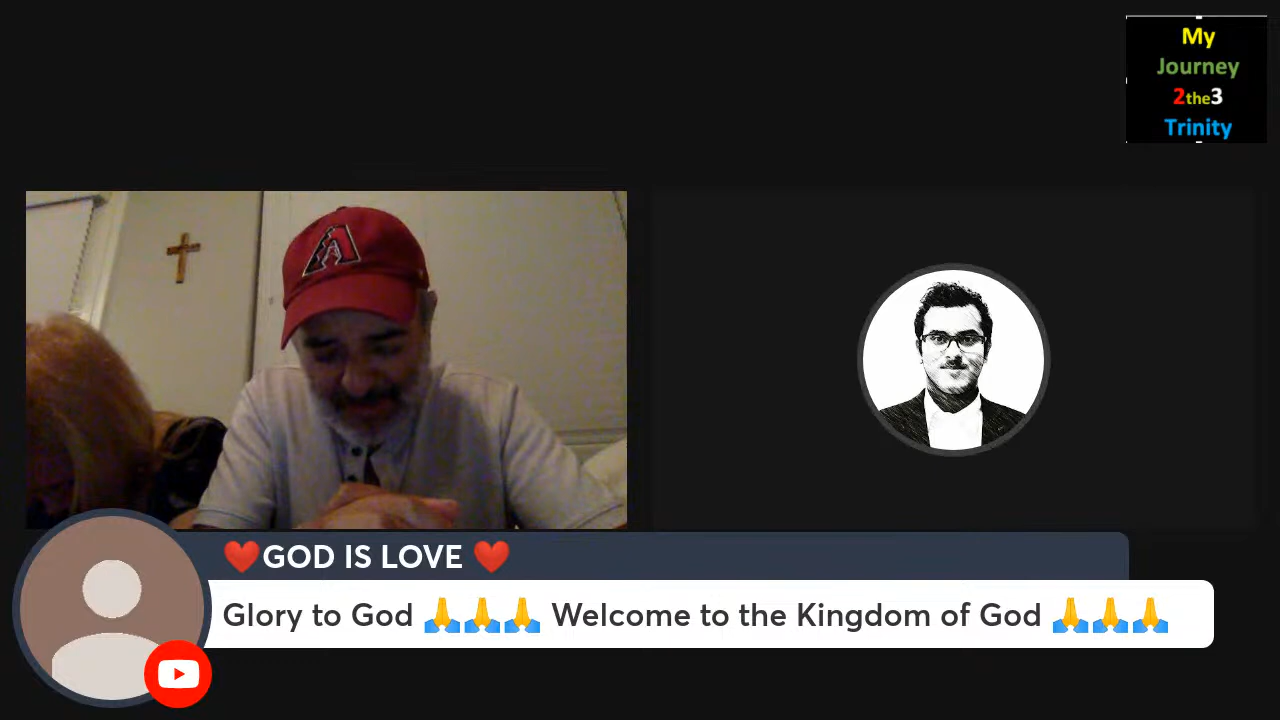 My
Journey
2the3
Trinity
A
❤️GOD IS LOVE ❤️
Glory to God 🙏🙏🙏 Welcome to the Kingdom of God 🙏🙏🙏